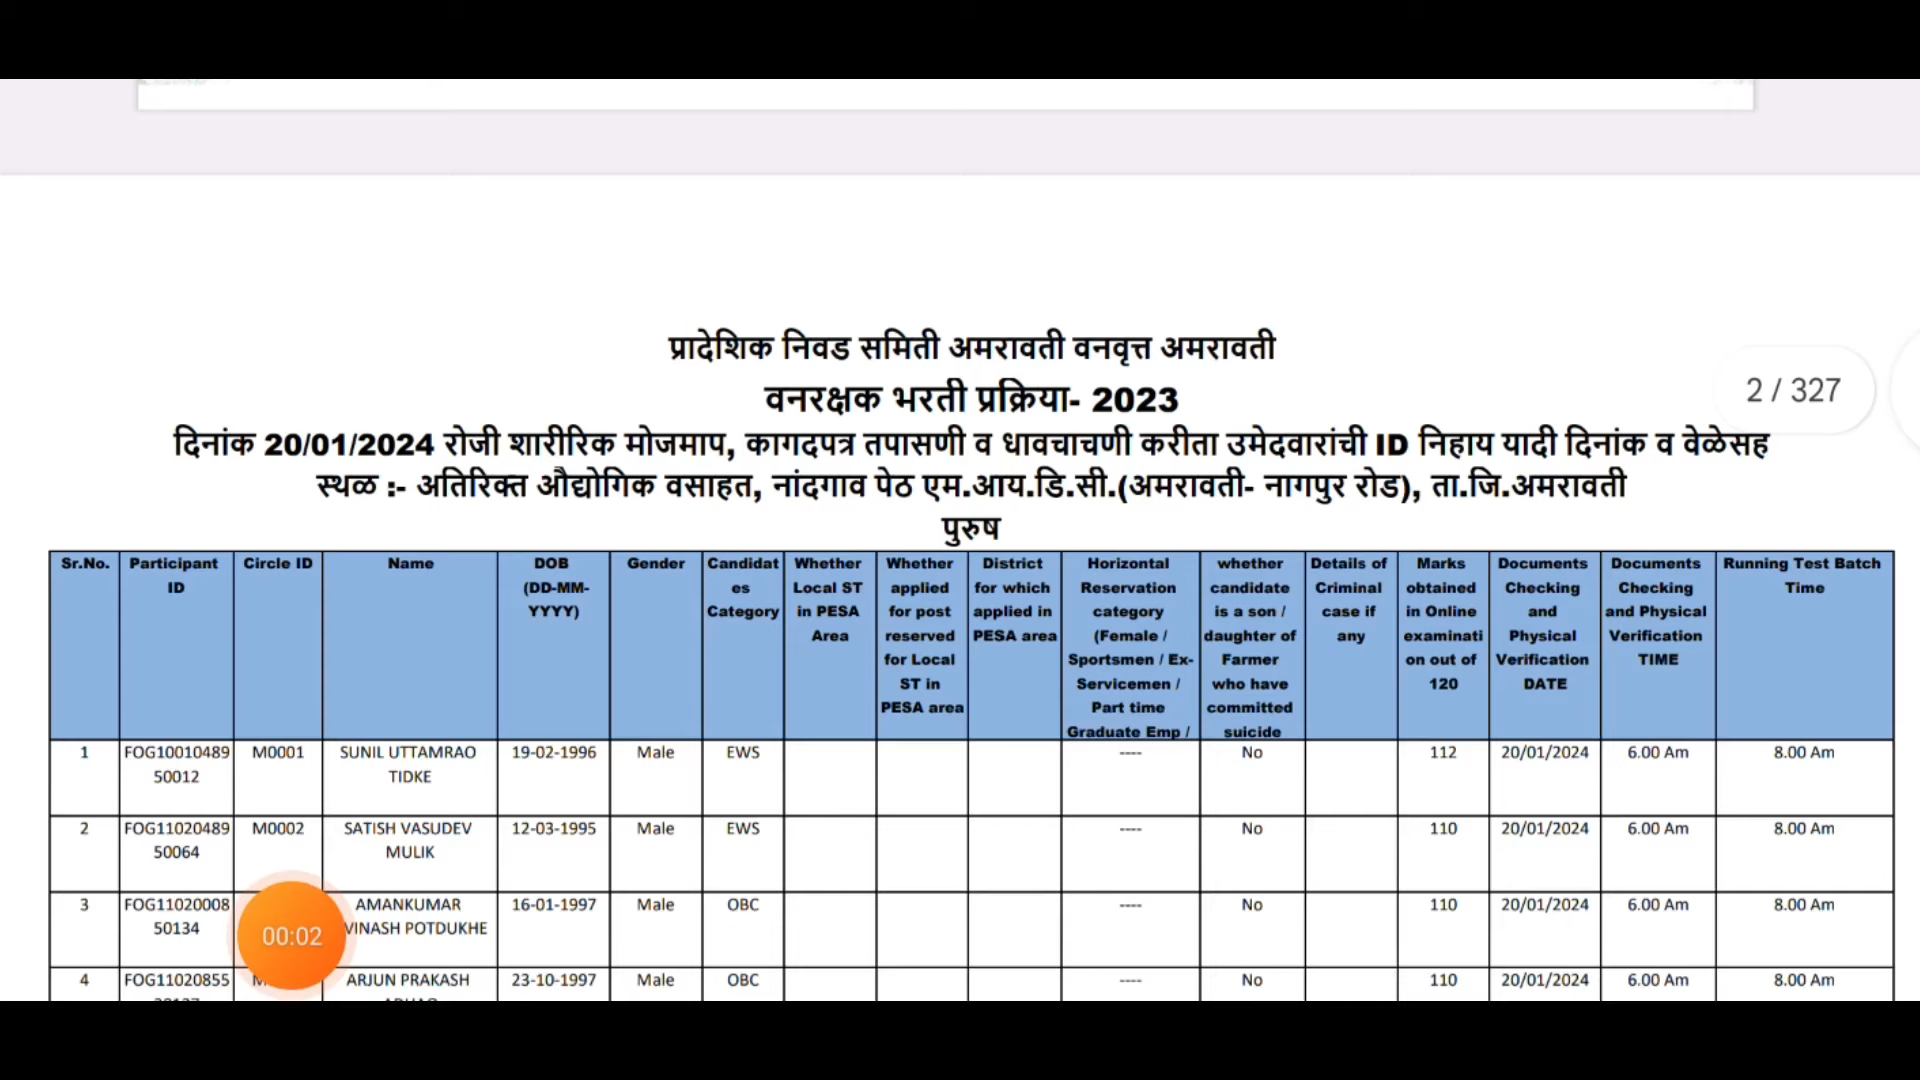 प्रादेशिक निवड समिती अमरावती वनवृत्त अमरावती
वनरक्षक भरती प्रक्रिया- 2023
2 / 327
दिनांक 20/01/2024 रोजी शारीरिक मोजमाप, कागदपत्र तपासणी व धावचाचणी करीता उमेदवारांची ID निहाय यादी दिनांक व वेळेसह
स्थळ :- अतिरिक्त औद्योगिक वसाहत, नांदगाव पेठ एम.आय.डि.सी.(अमरावती- नागपुर रोड), ता.जि.अमरावती
पुरुष
Sr.No. Participant ID Circle ID Name DOB (DD-MM-YYYY) Gender Candidates Category Whether Local ST in PESA Area Whether applied for post reserved for Local ST in PESA area District for which applied in PESA area Horizontal Reservation category (Female / Sportsmen / Ex-Servicemen / Part time Graduate Emp / whether candidate is a son / daughter of Farmer who have committed suicide Details of Criminal case if any Marks obtained in Online examination out of 120 Documents Checking and Physical Verification DATE Documents Checking and Physical Verification TIME Running Test Batch Time
1 FOG1001048950012 M0001 SUNIL UTTAMRAO TIDKE 19-02-1996 Male EWS ---- No 112 20/01/2024 6.00 Am 8.00 Am
2 FOG1102048950064 M0002 SATISH VASUDEV MULIK 12-03-1995 Male EWS ---- No 110 20/01/2024 6.00 Am 8.00 Am
3 FOG1102000850134 AMANKUMAR VINASH POTDUKHE 16-01-1997 Male OBC ---- No 110 20/01/2024 6.00 Am 8.00 Am
00:02
4 FOG11020855 ARJUN PRAKASH 23-10-1997 Male OBC ---- No 110 20/01/2024 6.00 Am 8.00 Am